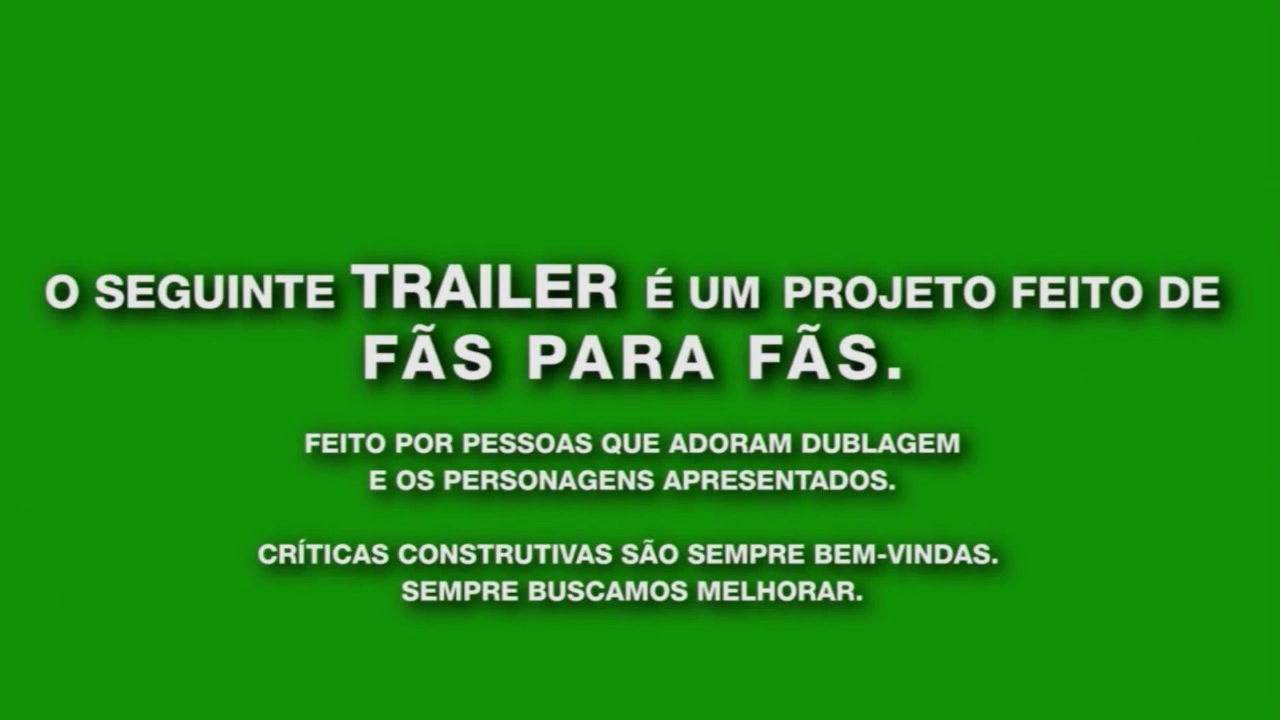 O SEGUINTE TRAILER É UM PROJETO FEITO DE
FÃS PARA FÃS.
FEITO POR PESSOAS QUE ADORAM DUBLAGEM
E OS PERSONAGENS APRESENTADOS.
CRÍTICAS CONSTRUTIVAS SÃO SEMPRE BEM-VINDAS.
SEMPRE BUSCAMOS MELHORAR.